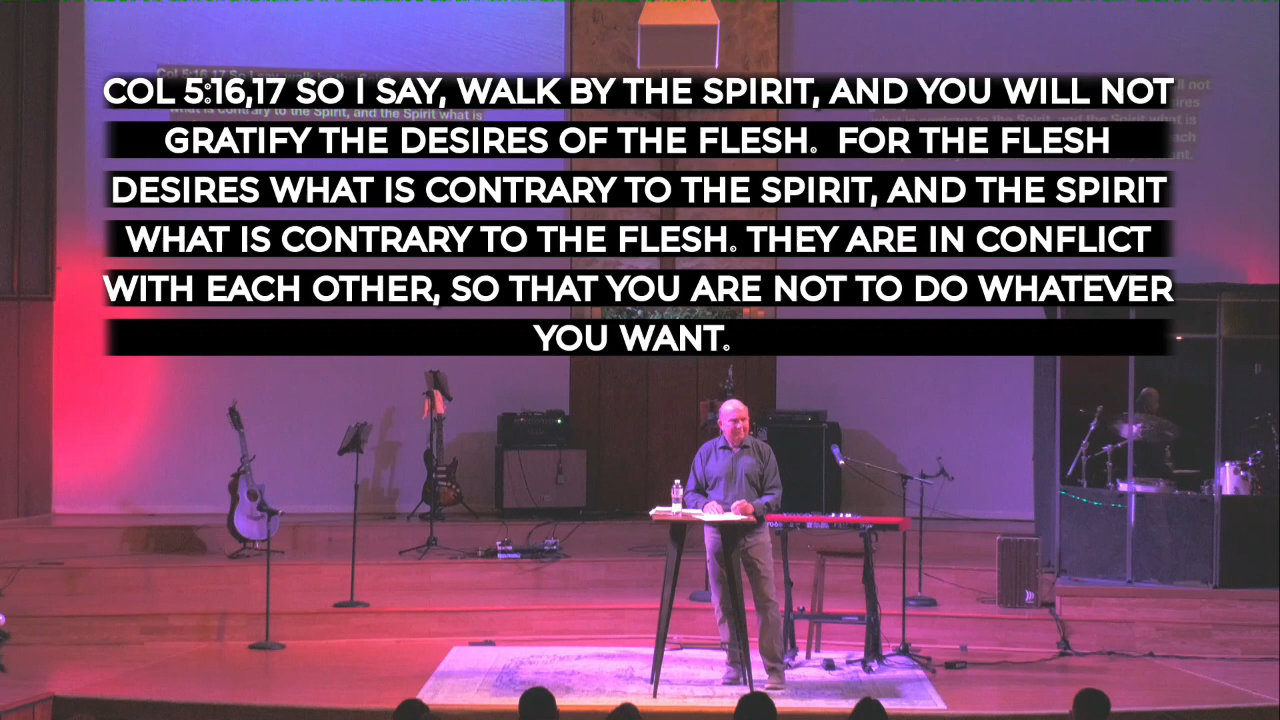 COL 5:16,17 SO I SAY, WALK BY THE SPIRIT, AND YOU WILL NOT
GRATIFY THE DESIRES OF THE FLESH.  FOR THE FLESH
DESIRES WHAT IS CONTRARY TO THE SPIRIT, AND THE SPIRIT
WHAT IS CONTRARY TO THE FLESH. THEY ARE IN CONFLICT
WITH EACH OTHER, SO THAT YOU ARE NOT TO DO WHATEVER
YOU WANT.